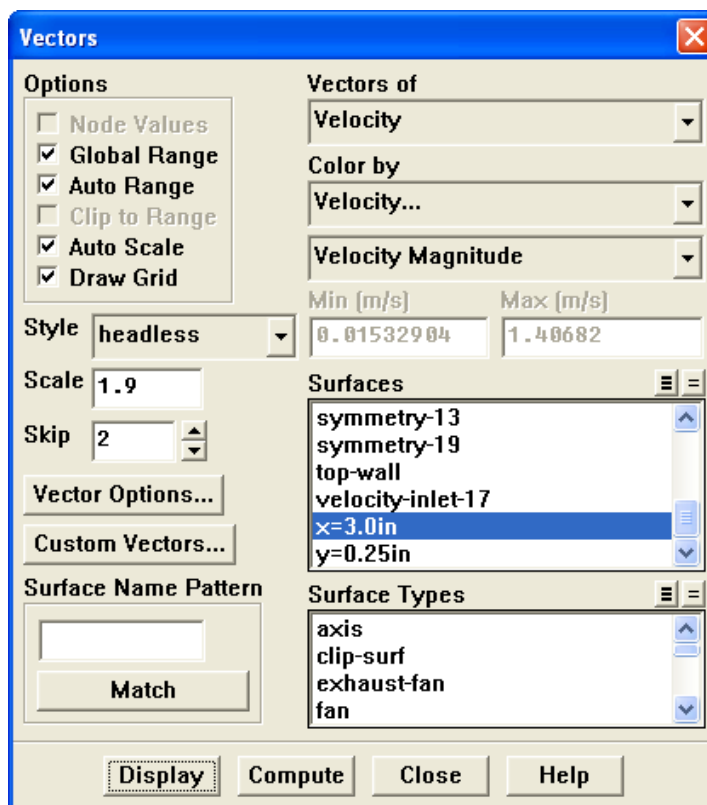 Vectors
Options
Node Values
Global Range
Auto Range
Clip to Range
Auto Scale
Draw Grid
Style headless
Scale 1.9
Skip 2
Vector Options...
Custom Vectors...
Surface Name Pattern
Match
Vectors of
Velocity
Color by
Velocity...
Velocity Magnitude
Min (m/s) Max (m/s)
0.01532904 1.40682
Surfaces
symmetry-13
symmetry-19
top-wall
velocity-inlet-17
x=3.0in
y=0.25in
Surface Types
axis
clip-surf
exhaust-fan
fan
Display Compute Close Help